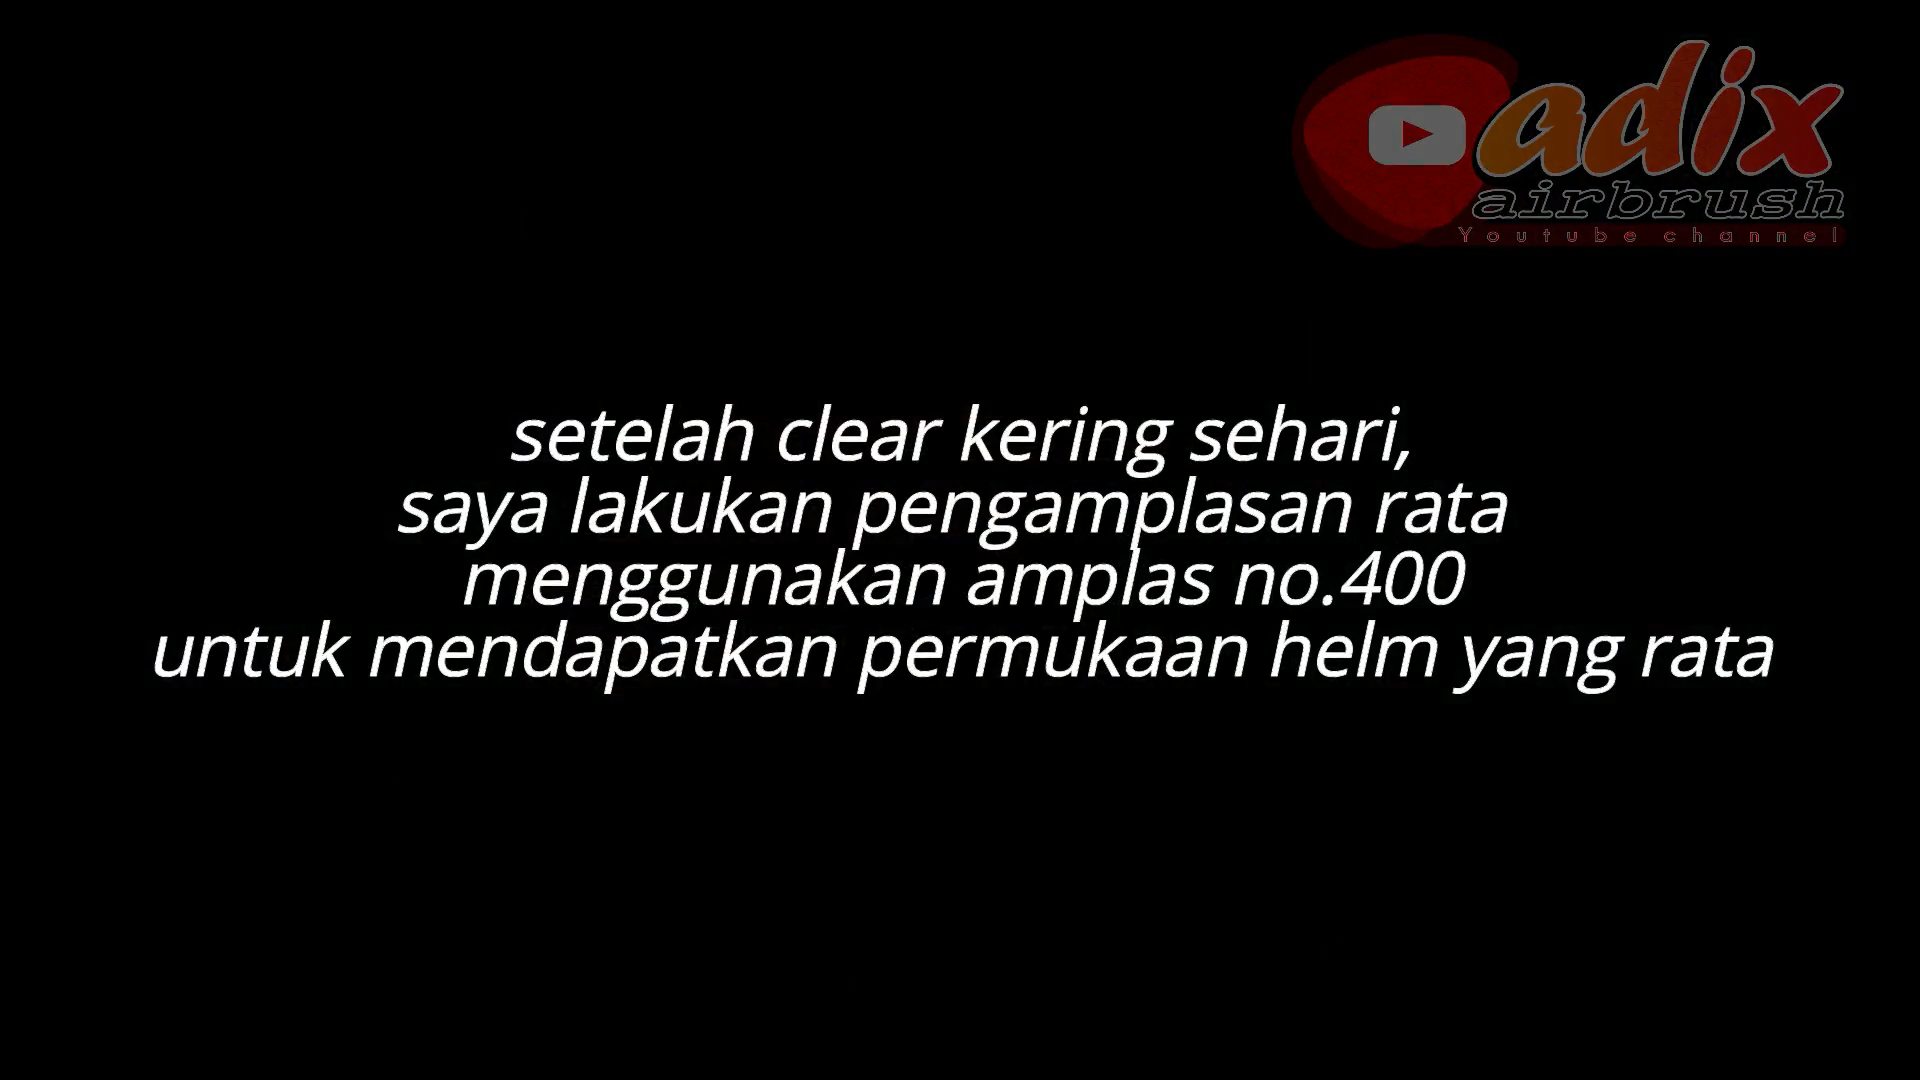 adix
airbrush
Youtube channel
setelah clear kering sehari,
saya lakukan pengamplasan rata
menggunakan amplas no.400
untuk mendapatkan permukaan helm yang rata